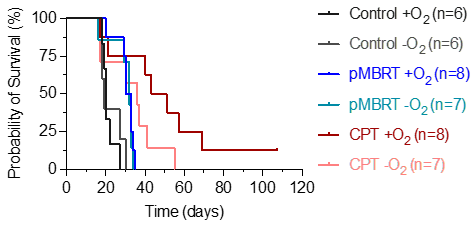 Probability of Survival (%)
100
75
50
25
0
0 20 40 60 80 100 120
Time (days)
Control +O2 (n=6)
Control -O2 (n=6)
pMBRT +O2 (n=8)
pMBRT -O2 (n=7)
CPT +O2 (n=8)
CPT -O2 (n=7)